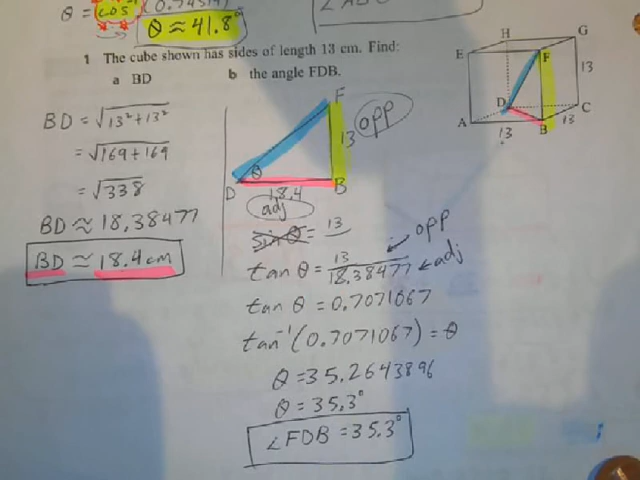 θ = cos
θ ≈ 41.8°
1 The cube shown has sides of length 13 cm. Find:
a BD b the angle FDB.
BD = √13² + 13²
= √169 + 169
= √338
BD ≈ 18.38477
BD ≈ 18.4 cm
F
opp
13
θ
D 18.4 B
adj
sin θ = 13
tan θ = 13 / 18.38477
opp
adj
tan θ = 0.7071067
tan⁻¹(0.7071067) = θ
θ = 35.2643896
θ = 35.3°
∠FDB = 35.3°
H G
E F
13
D C
A B
13 13